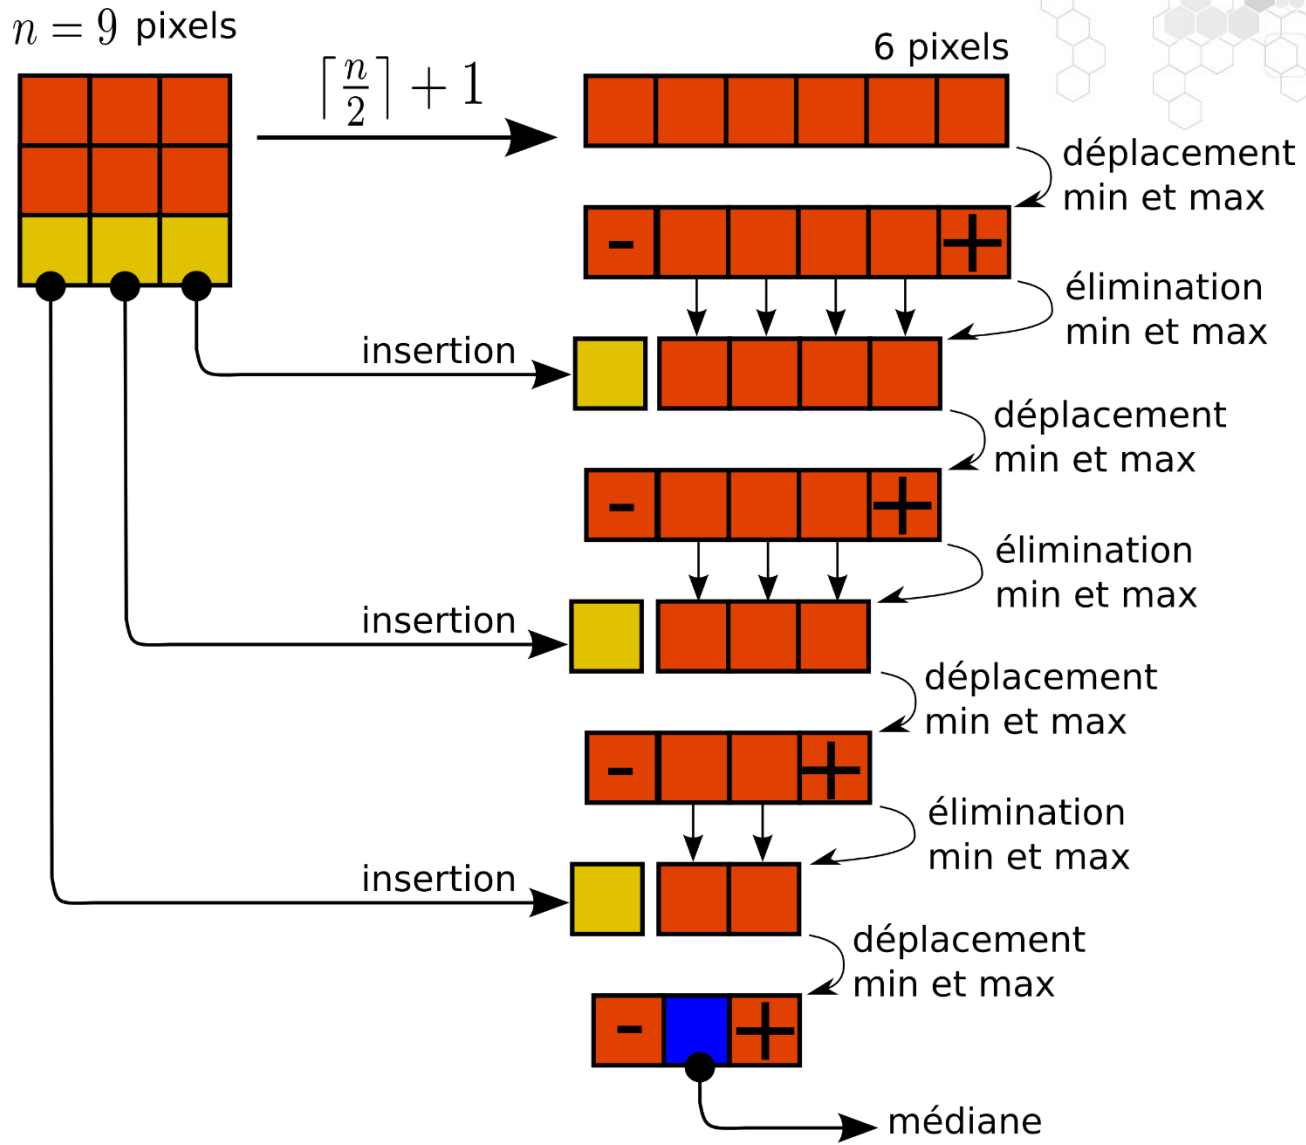 n = 9 pixels
⌈n/2⌉ + 1
6 pixels
déplacement
min et max
-
+
élimination
min et max
insertion
déplacement
min et max
-
+
élimination
min et max
insertion
déplacement
min et max
-
+
élimination
min et max
insertion
déplacement
min et max
-
+
médiane